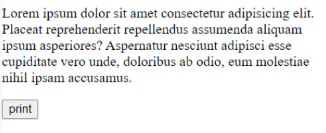 Lorem ipsum dolor sit amet consectetur adipisicing elit.
Placeat reprehenderit repellendus assumenda aliquam
ipsum asperiores? Aspernatur nesciunt adipisci esse
cupiditate vero unde, doloribus ab odio, eum molestiae
nihil ipsam accusamus.
print